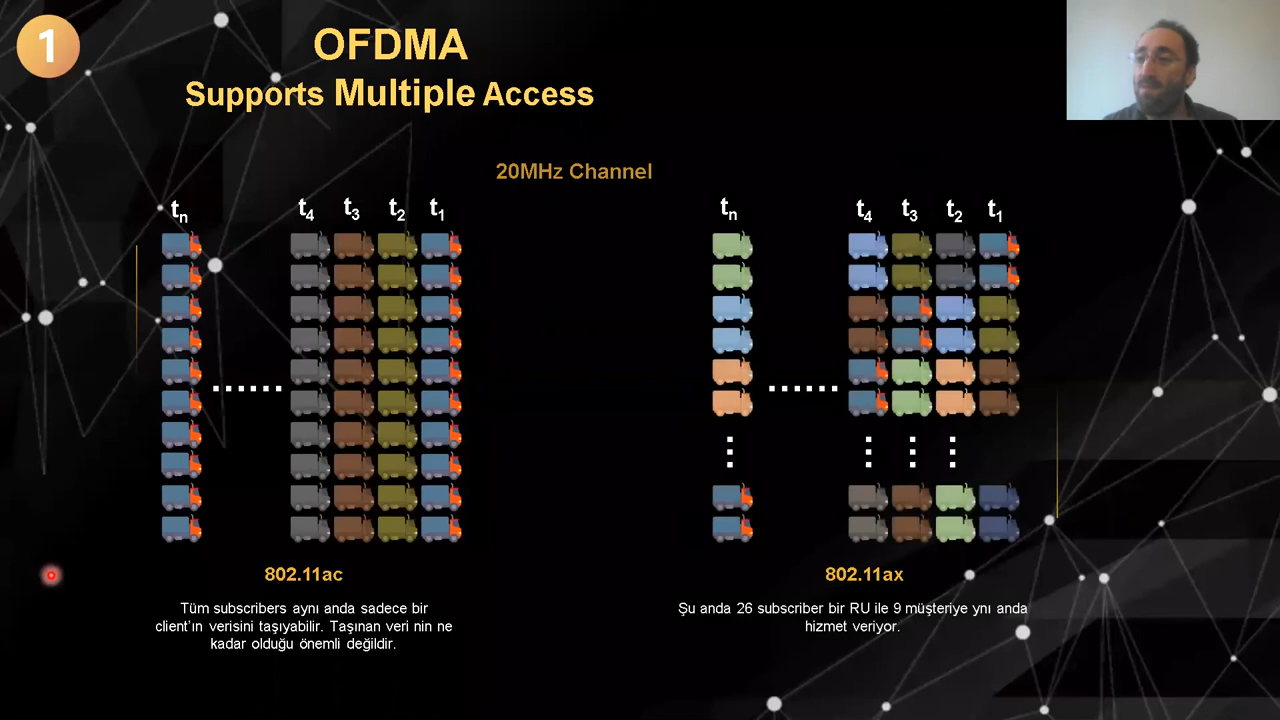 1
OFDMA
Supports Multiple Access
20MHz Channel
tn t4 t3 t2 t1
tn t4 t3 t2 t1
802.11ac
Tüm subscribers aynı anda sadece bir
client'ın verisini taşıyabilir. Taşınan veri nin ne
kadar olduğu önemli değildir.
802.11ax
Şu anda 26 subscriber bir RU ile 9 müşteriye ynı anda
hizmet veriyor.